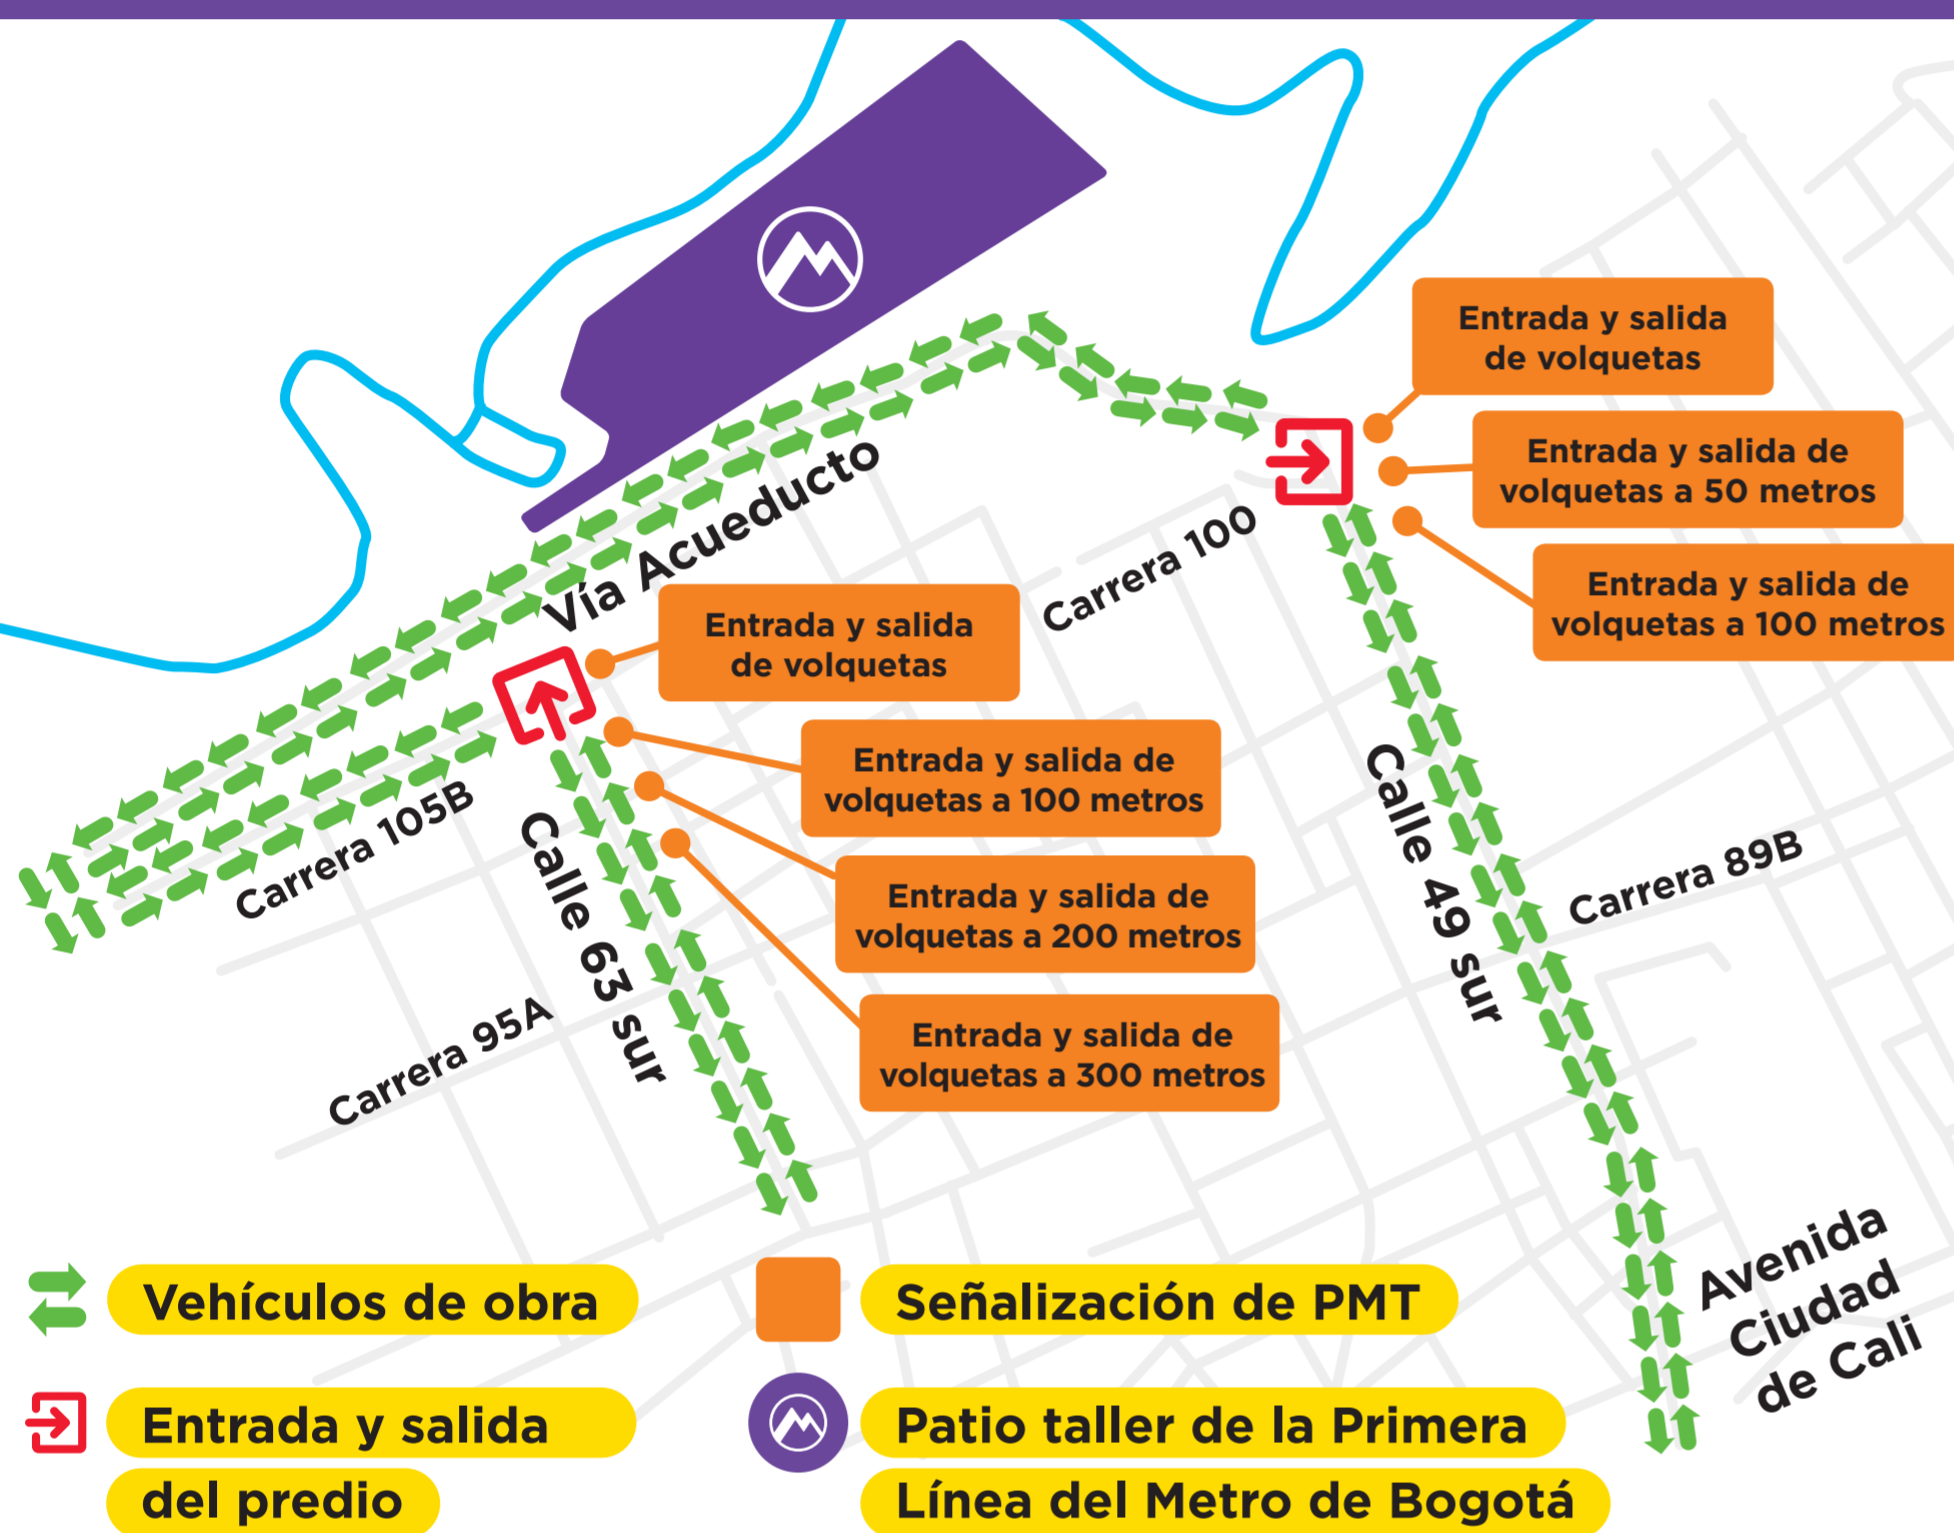 Entrada y salida
de volquetas
Entrada y salida de
volquetas a 50 metros
Entrada y salida de
volquetas a 100 metros
Vía Acueducto
Carrera 100
Entrada y salida
de volquetas
Entrada y salida de
volquetas a 100 metros
Entrada y salida de
volquetas a 200 metros
Entrada y salida de
volquetas a 300 metros
Carrera 105B
Calle 63 sur
Carrera 95A
Calle 49 sur
Carrera 89B
Avenida
Ciudad
de Cali
Vehículos de obra
Entrada y salida
del predio
Señalización de PMT
Patio taller de la Primera
Línea del Metro de Bogotá